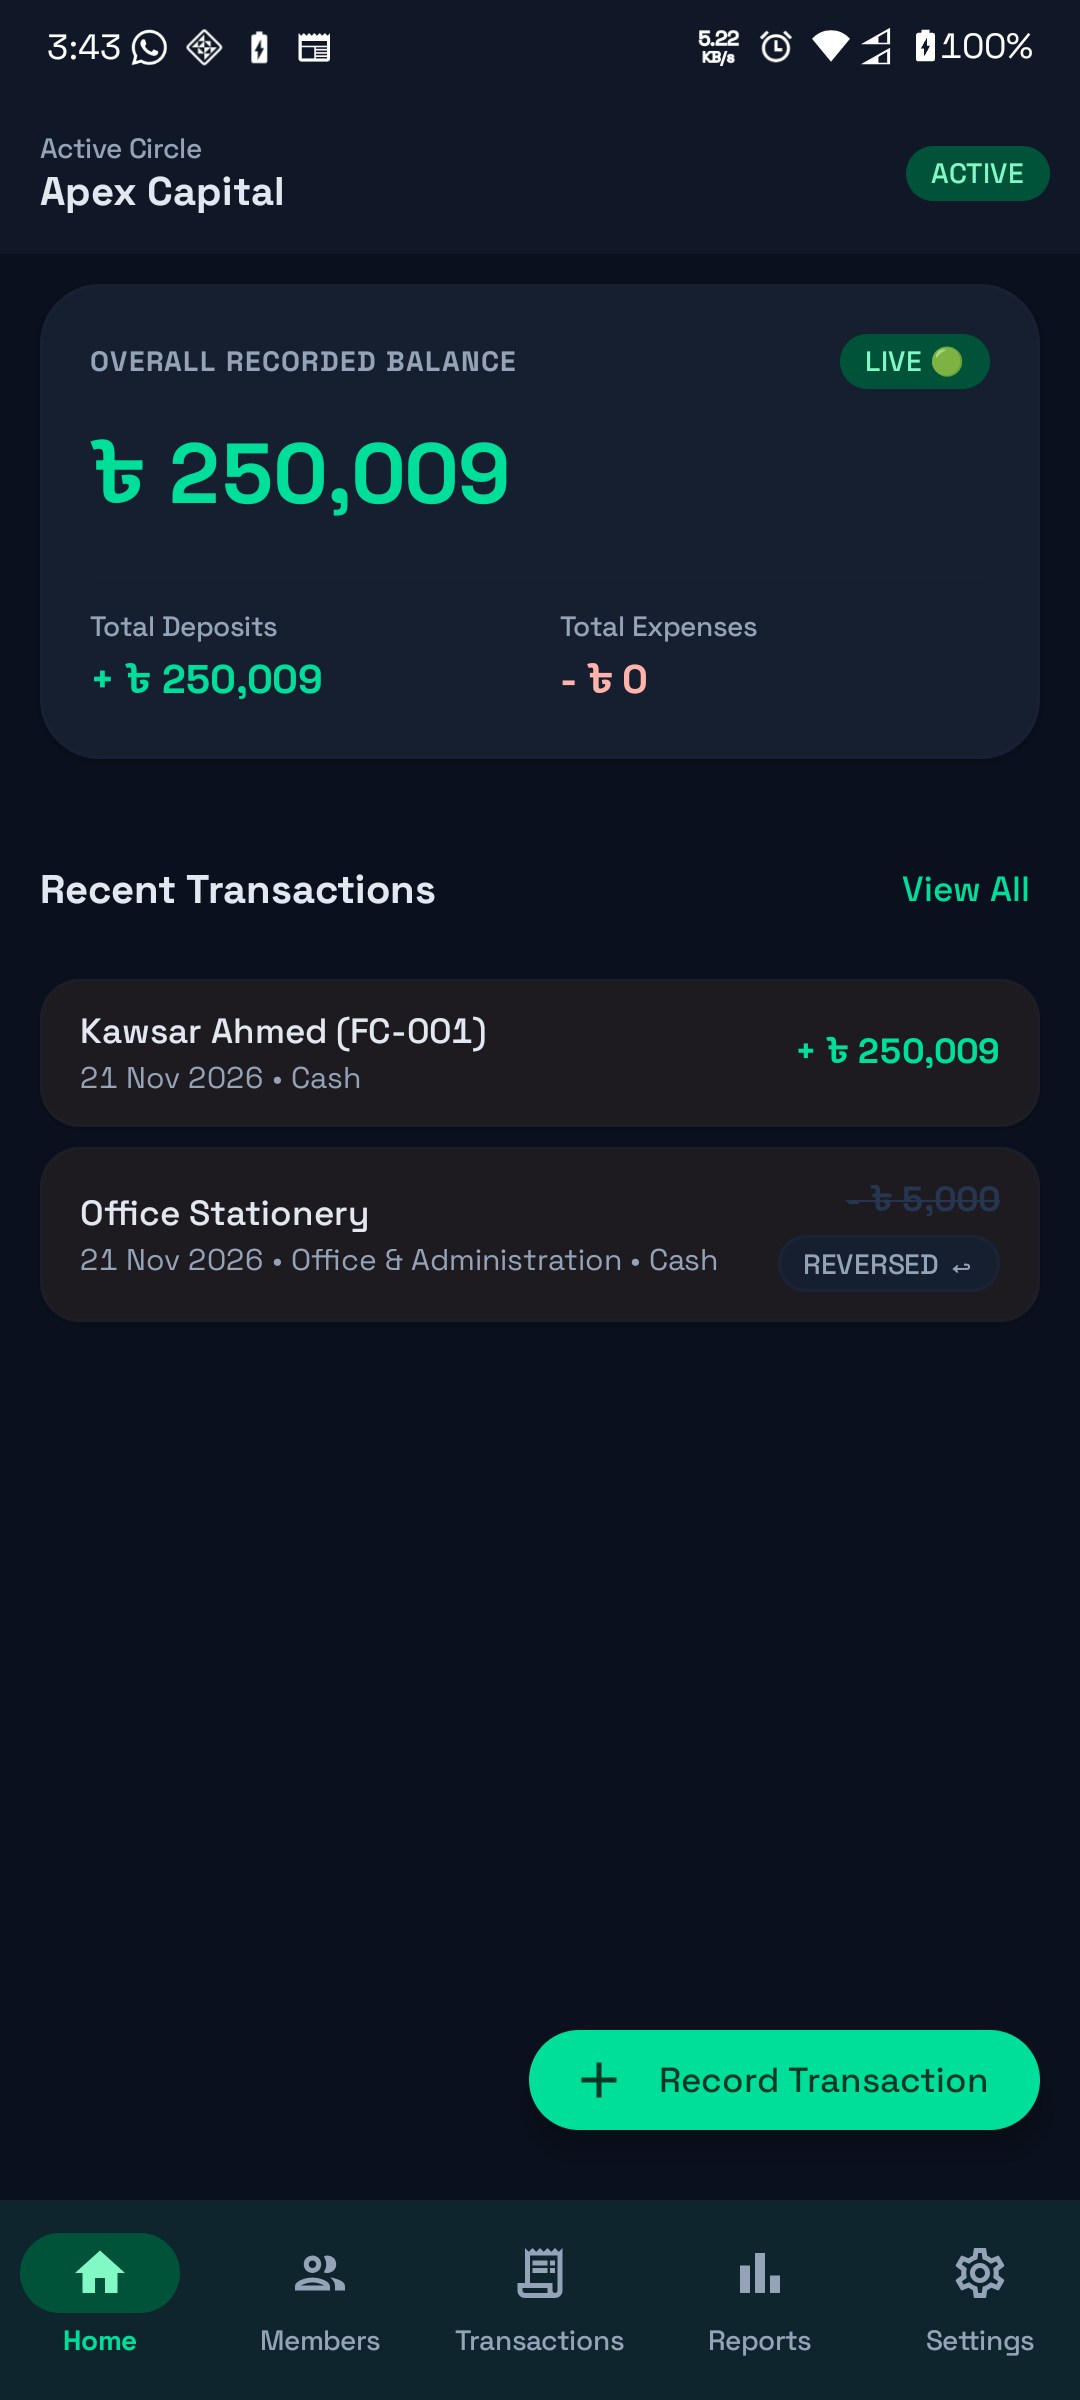 3:43
5.22 KB/s
100%
Active Circle
Apex Capital
ACTIVE
OVERALL RECORDED BALANCE
LIVE
৳ 250,009
Total Deposits
Total Expenses
+ ৳ 250,009
- ৳ 0
Recent Transactions
View All
Kawsar Ahmed (FC-001)
21 Nov 2026 • Cash
+ ৳ 250,009
Office Stationery
21 Nov 2026 • Office & Administration • Cash
- ৳ 5,000
REVERSED ↩
+ Record Transaction
Home
Members
Transactions
Reports
Settings